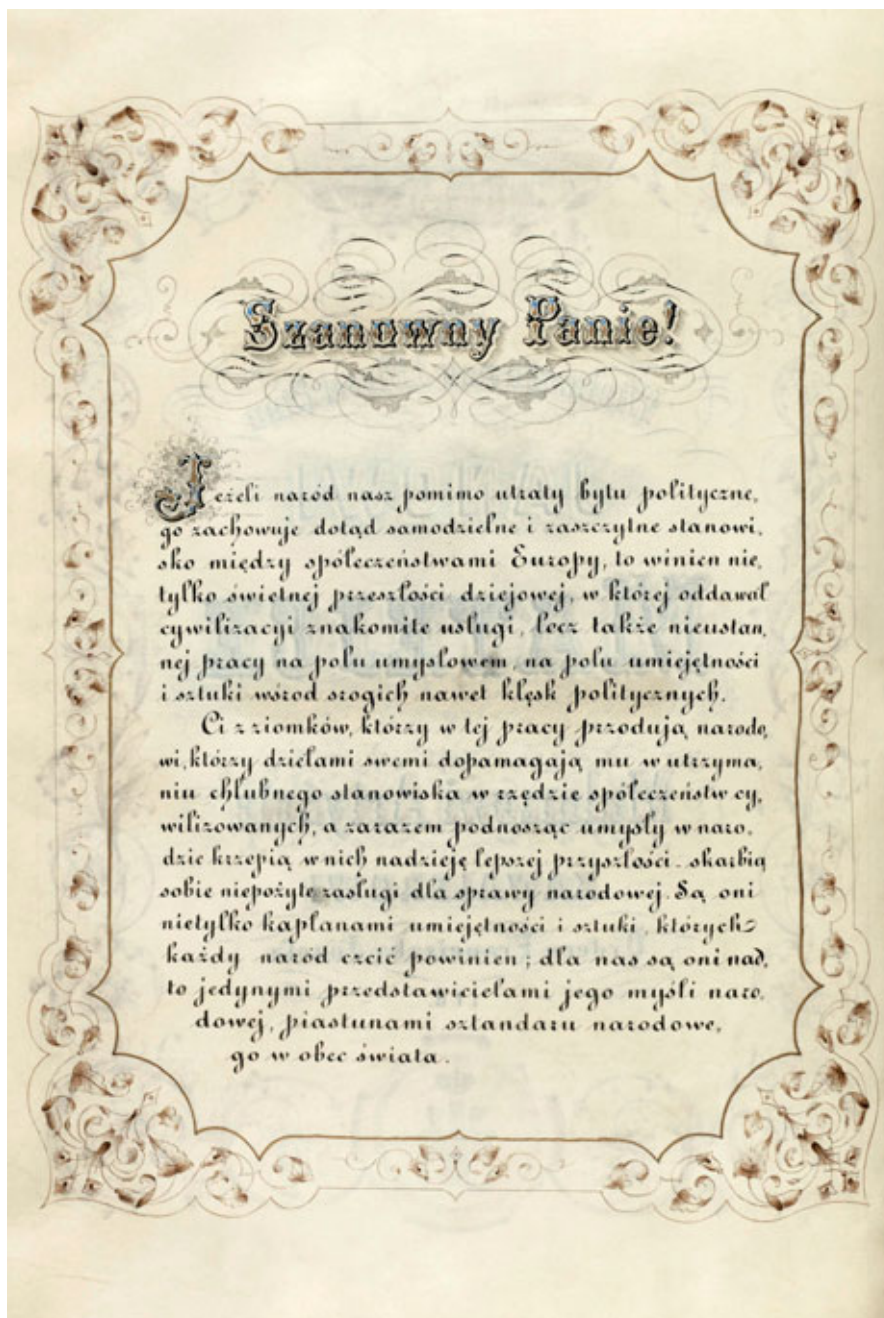 Szanowny Panie!
Jeżeli naród nasz pomimo utraty bytu polityczne,
go zachowuje dotąd samodzielne i zaszczytne stanowi,
sko między społeczeństwami Europy, to winien nie,
tylko świetnej przeszłości dziejowej, w której oddawał
cywilizacyi znakomite usługi, lecz także nieustan,
nej pracy na polu umysłowem, na polu umiejętności
i sztuki wśrod srogich nawet klęsk politycznych.
Ci z ziomków, którzy w tej pracy przodują narodo,
wi, którzy dziełami swemi dopamagają mu w utrzyma,
niu chlubnego stanowiska w rzędzie społeczeństw cy,
wilizowanych, a zarazem podnosząc umysły w naro,
dzie krzepią w nich nadzieję lepszej przyszłości - skarbią
sobie niepożyte zasługi dla sprawy narodowej. Są oni
nietylko kapłanami umiejętności i sztuki, których
każdy naród czcić powinien; dla nas są oni nad,
to jedynymi przedstawicielami jego myśli naro,
dowej, piastunami sztandaru narodowe,
go w obec świata.